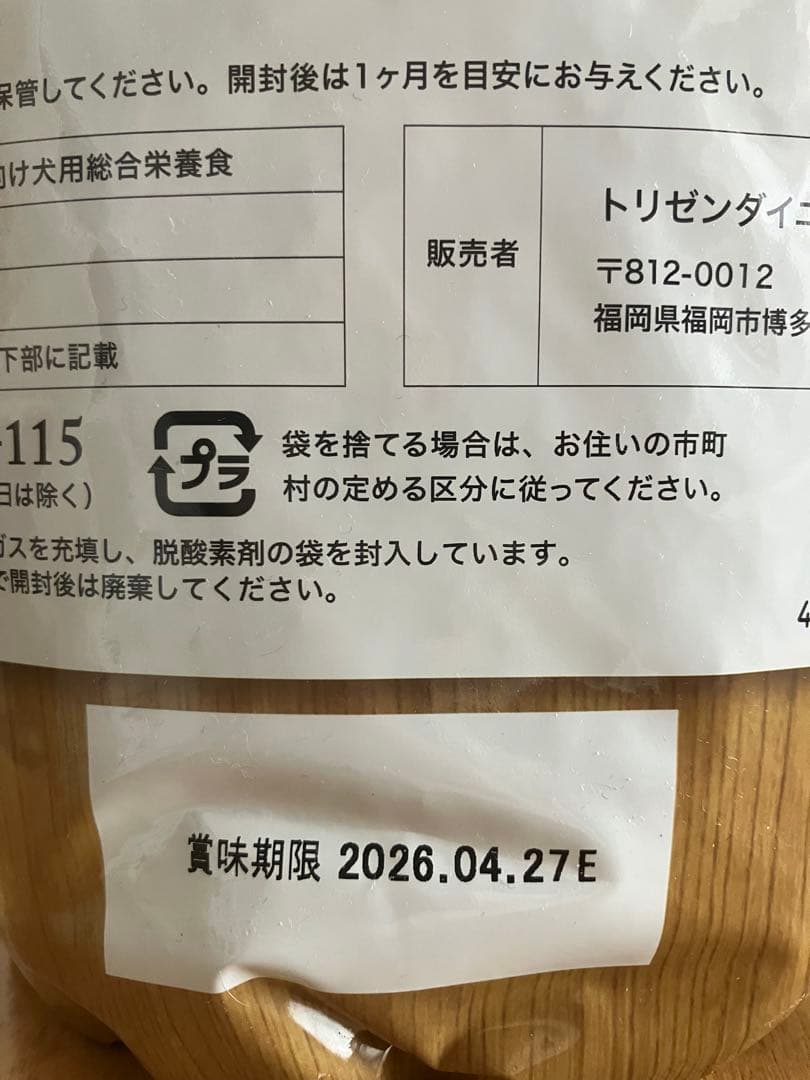 保管してください。開封後は1ヶ月を目安にお与えください。
向け犬用総合栄養食
下部に記載
販売者
トリゼンダイニ
〒812-0012
福岡県福岡市博多
-115
日は除く)
プラ
袋を捨てる場合は、お住いの市町
村の定める区分に従ってください。
ガスを充填し、脱酸素剤の袋を封入しています。
で開封後は廃棄してください。
4
賞味期限 2026.04.27E